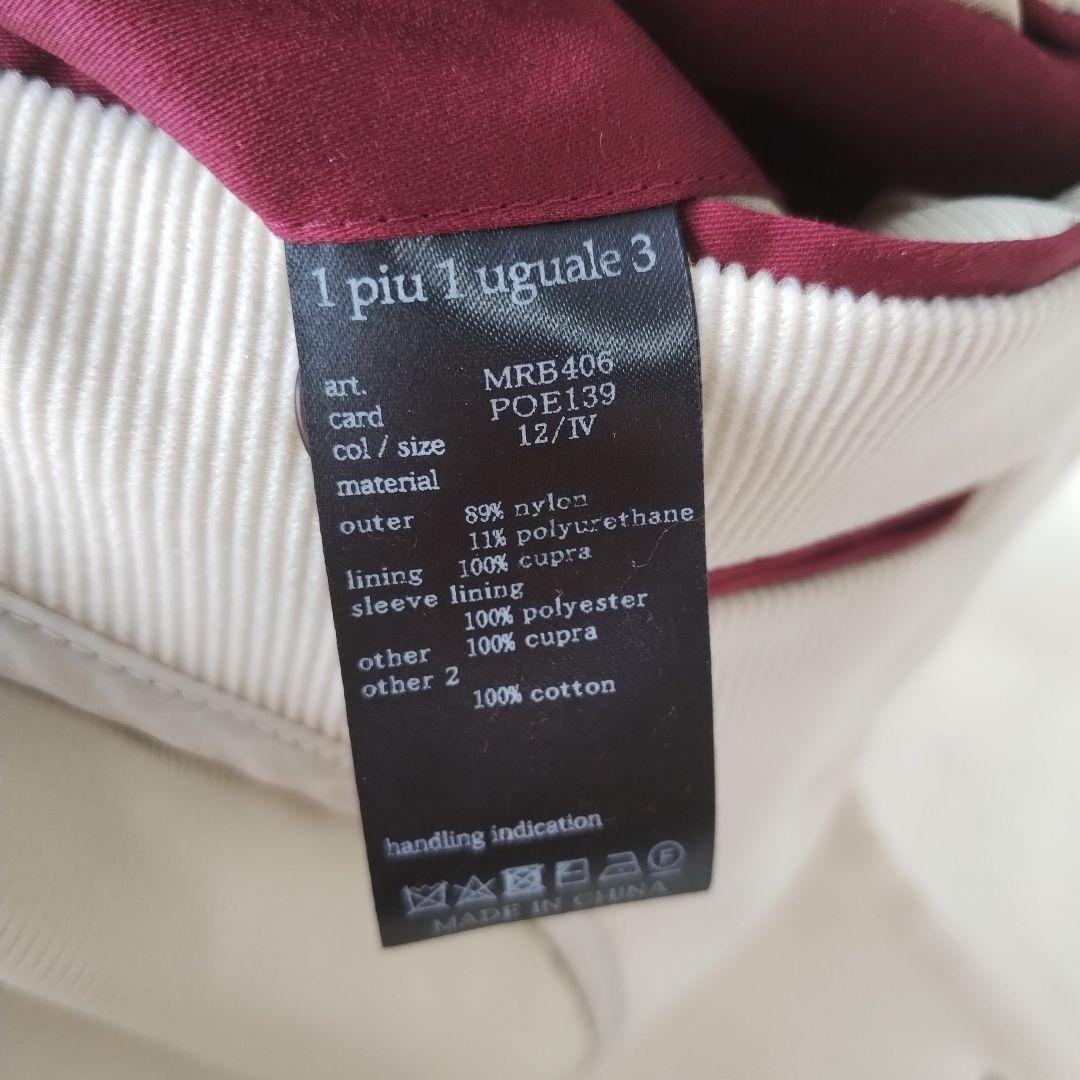 1 piu 1 uguale 3
art. MRB406
card POE139
col / size 12/IV
material
outer 89% nylon
11% polyurethane
lining 100% cupra
sleeve lining
100% polyester
other 100% cupra
other 2
100% cotton
handling indication
F
MADE IN CHINA